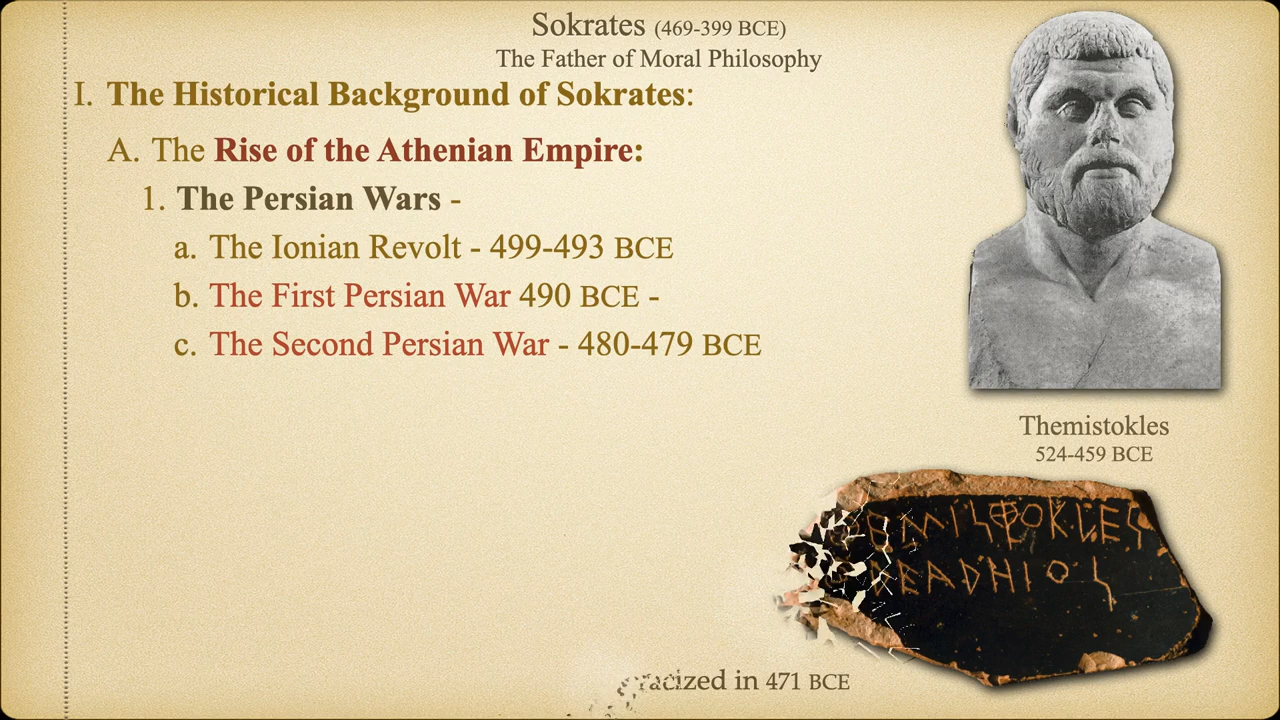 Sokrates (469-399 BCE)
The Father of Moral Philosophy
I. The Historical Background of Sokrates:
A. The Rise of the Athenian Empire:
1. The Persian Wars -
a. The Ionian Revolt - 499-493 BCE
b. The First Persian War 490 BCE -
c. The Second Persian War - 480-479 BCE
Themistokles
524-459 BCE
in 471 BCE